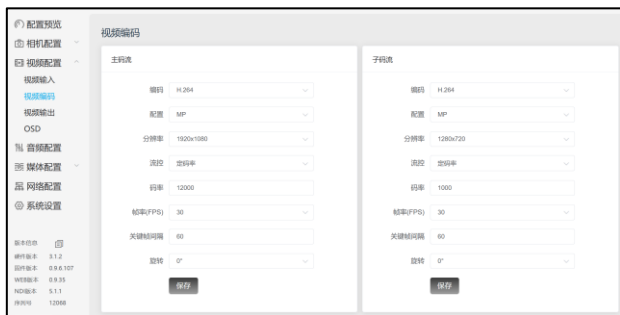 配置预览
相机配置
视频配置
视频输入
视频编码
视频输出
OSD
音频配置
媒体配置
网络配置
系统设置
版本信息
硬件版本 3.1.2
固件版本 0.9.6.107
WEB版本 0.9.35
NDI版本 5.1.1
序列号 12068
视频编码
主码流
编码 H.264
配置 MP
分辨率 1920x1080
流控 定码率
码率 12000
帧率(FPS) 30
关键帧间隔 60
旋转 0°
保存
子码流
编码 H.264
配置 MP
分辨率 1280x720
流控 定码率
码率 1000
帧率(FPS) 30
关键帧间隔 60
旋转 0°
保存